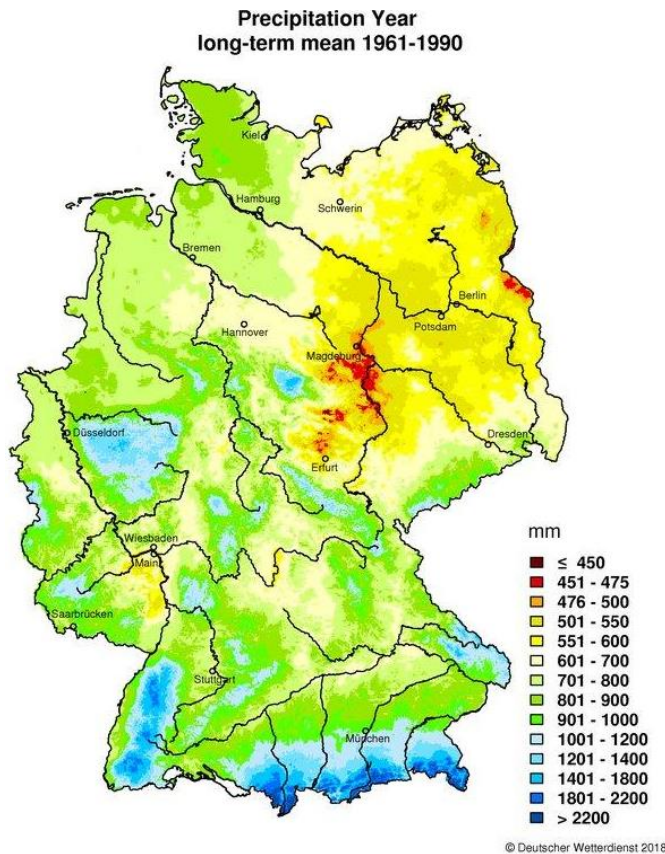 Precipitation Year
long-term mean 1961-1990
Kiel
Hamburg
Schwerin
Bremen
Berlin
Hannover
Potsdam
Magdeburg
Düsseldorf
Dresden
Erfurt
Wiesbaden
Mainz
Saarbrücken
Stuttgart
München
mm
≤ 450
451 - 475
476 - 500
501 - 550
551 - 600
601 - 700
701 - 800
801 - 900
901 - 1000
1001 - 1200
1201 - 1400
1401 - 1800
1801 - 2200
> 2200
© Deutscher Wetterdienst 2018